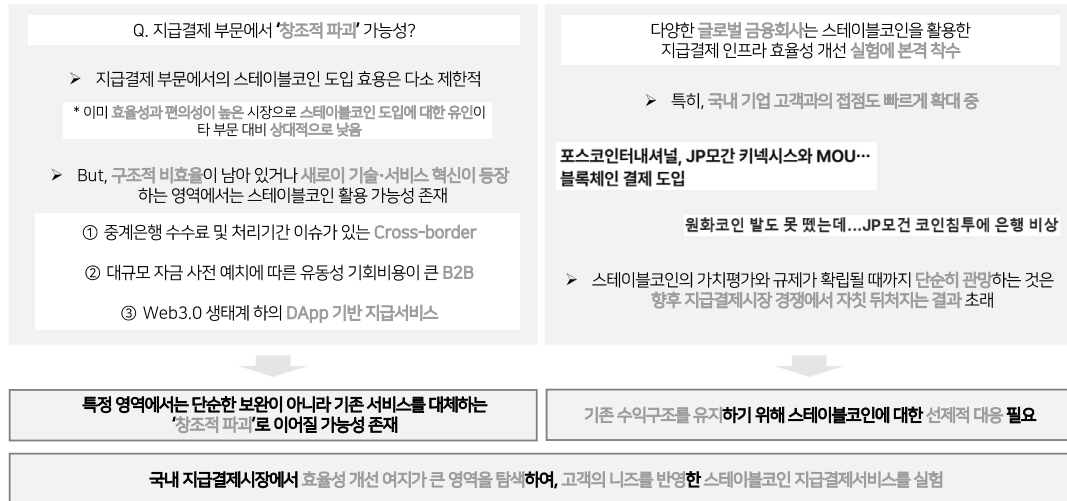 Q. 지급결제 부문에서 '창조적 파괴' 가능성?
➢ 지급결제 부문에서의 스테이블코인 도입 효용은 다소 제한적
* 이미 효율성과 편의성이 높은 시장으로 스테이블코인 도입에 대한 유인이
타 부문 대비 상대적으로 낮음
➢ But, 구조적 비효율이 남아 있거나 새로이 기술·서비스 혁신이 등장
하는 영역에서는 스테이블코인 활용 가능성 존재
① 중계은행 수수료 및 처리기간 이슈가 있는 Cross-border
② 대규모 자금 사전 예치에 따른 유동성 기회비용이 큰 B2B
③ Web3.0 생태계 하의 DApp 기반 지급서비스
특정 영역에서는 단순한 보완이 아니라 기존 서비스를 대체하는
'창조적 파괴'로 이어질 가능성 존재
다양한 글로벌 금융회사는 스테이블코인을 활용한
지급결제 인프라 효율성 개선 실험에 본격 착수
➢ 특히, 국내 기업 고객과의 접점도 빠르게 확대 중
포스코인터내셔널, JP모간 키넥시스와 MOU…
블록체인 결제 도입
원화코인 발도 못 뗐는데...JP모건 코인침투에 은행 비상
➢ 스테이블코인의 가치평가와 규제가 확립될 때까지 단순히 관망하는 것은
향후 지급결제시장 경쟁에서 자칫 뒤처지는 결과 초래
기존 수익구조를 유지하기 위해 스테이블코인에 대한 선제적 대응 필요
국내 지급결제시장에서 효율성 개선 여지가 큰 영역을 탐색하여, 고객의 니즈를 반영한 스테이블코인 지급결제서비스를 실험